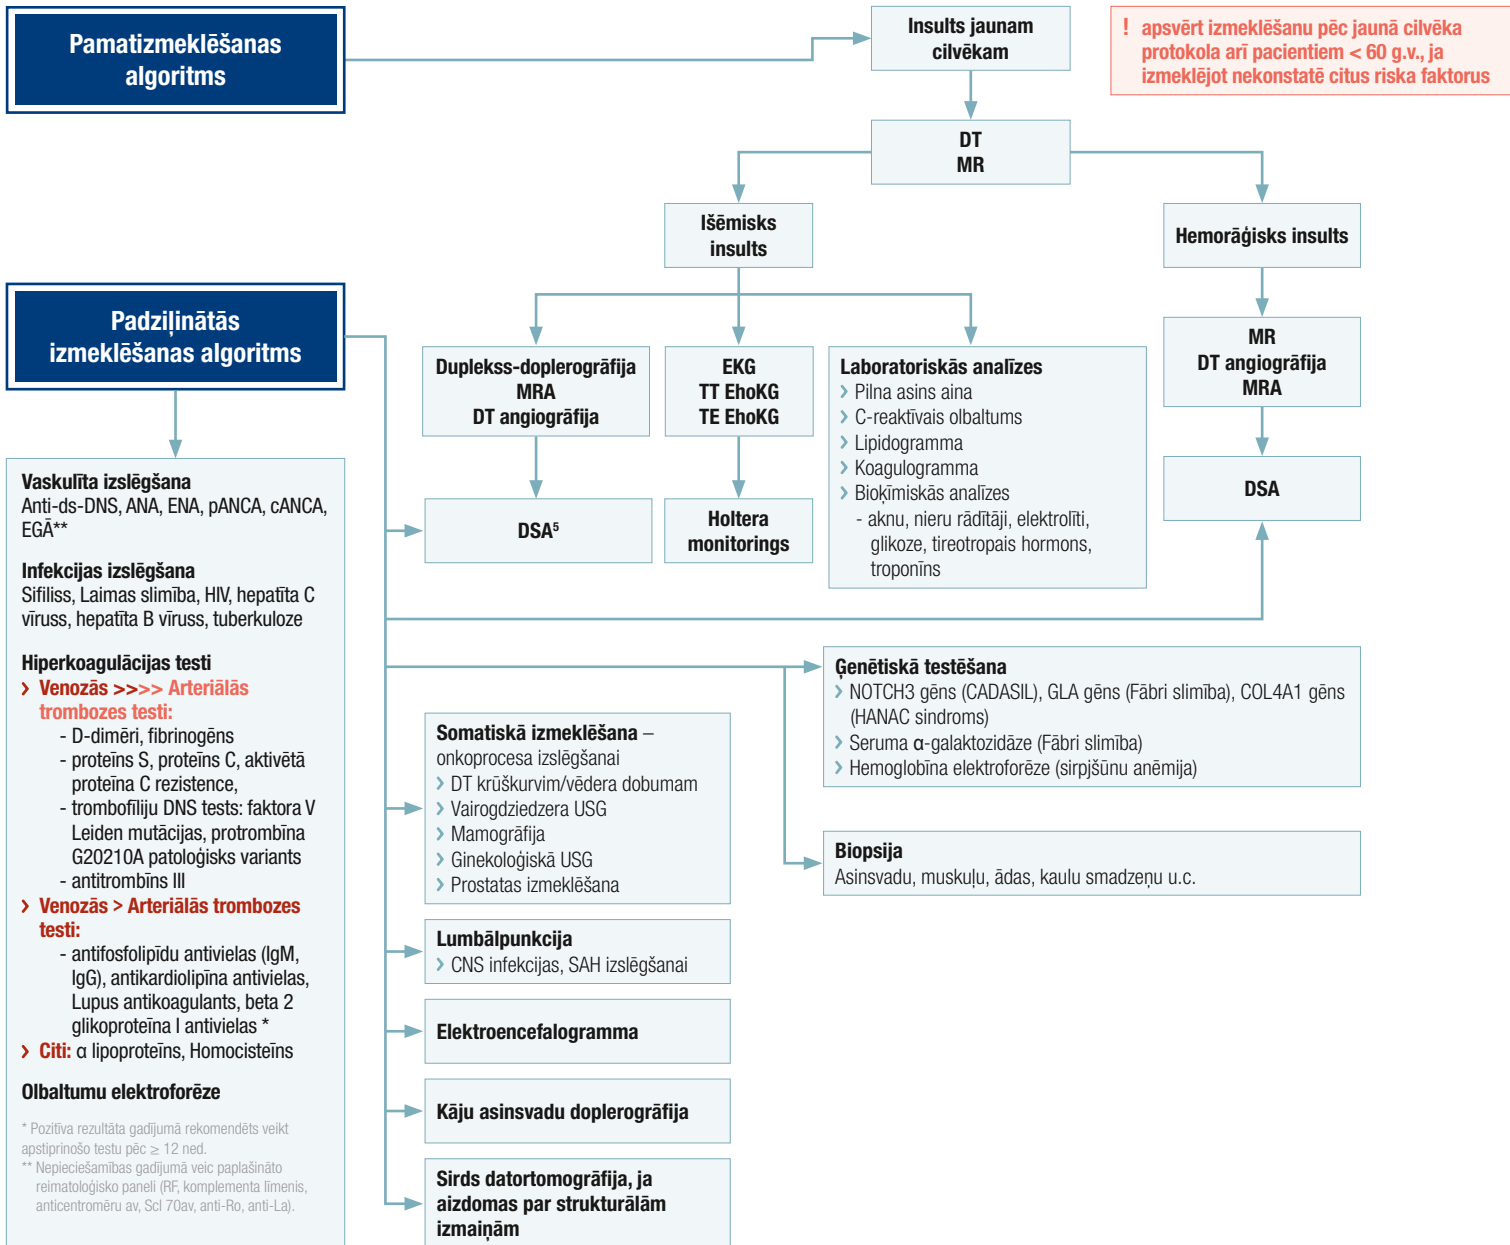 Pamatizmeklēšanas
algoritms
Insults jaunam
cilvēkam
! apsvērt izmeklēšanu pēc jaunā cilvēka
protokola arī pacientiem < 60 g.v., ja
izmeklējot nekonstatē citus riska faktorus
DT
MR
Išēmisks
insults
Hemorāģisks insults
Padziļinātās
izmeklēšanas algoritms
Duplekss-doplerogrāfija
MRA
DT angiogrāfija
EKG
TT EhoKG
TE EhoKG
Laboratoriskās analīzes
› Pilna asins aina
› C-reaktīvais olbaltums
› Lipidogramma
› Koagulogramma
› Bioķīmiskās analīzes
- aknu, nieru rādītāji, elektrolīti,
glikoze, tireotropais hormons,
troponīns
MR
DT angiogrāfija
MRA
DSA⁵
Holtera
monitorings
DSA
Vaskulīta izslēgšana
Anti-ds-DNS, ANA, ENA, pANCA, cANCA,
EGĀ**
Infekcijas izslēgšana
Sifiliss, Laimas slimība, HIV, hepatīta C
vīruss, hepatīta B vīruss, tuberkuloze
Hiperkoagulācijas testi
› Venozās >>>> Arteriālās
trombozes testi:
- D-dimēri, fibrinogēns
- proteīns S, proteīns C, aktivētā
proteīna C rezistence,
- trombofīliju DNS tests: faktora V
Leiden mutācijas, protrombīna
G20210A patoloģisks variants
- antitrombīns III
› Venozās > Arteriālās trombozes
testi:
- antifosfolipīdu antivielas (IgM,
IgG), antikardiolipīna antivielas,
Lupus antikoagulants, beta 2
glikoproteīna I antivielas *
› Citi: α lipoproteīns, Homocisteīns
Olbaltumu elektroforēze
* Pozitīva rezultāta gadījumā rekomendēts veikt
apstiprinošo testu pēc ≥ 12 ned.
** Nepieciešamības gadījumā veic paplašināto
reimatoloģisko paneli (RF, komplementa līmenis,
anticentromēru av, Scl 70av, anti-Ro, anti-La).
Somatiskā izmeklēšana –
onkoprocesa izslēgšanai
› DT krūškurvim/vēdera dobumam
› Vairogdziedzera USG
› Mamogrāfija
› Ginekoloģiskā USG
› Prostatas izmeklēšana
Lumbālpunkcija
› CNS infekcijas, SAH izslēgšanai
Elektroencefalogramma
Kāju asinsvadu doplerogrāfija
Sirds datortomogrāfija, ja
aizdomas par strukturālām
izmaiņām
Ģenētiskā testēšana
› NOTCH3 gēns (CADASIL), GLA gēns (Fābri slimība), COL4A1 gēns
(HANAC sindroms)
› Seruma α-galaktozidāze (Fābri slimība)
› Hemoglobīna elektroforēze (sirpjšūnu anēmija)
Biopsija
Asinsvadu, muskuļu, ādas, kaulu smadzeņu u.c.